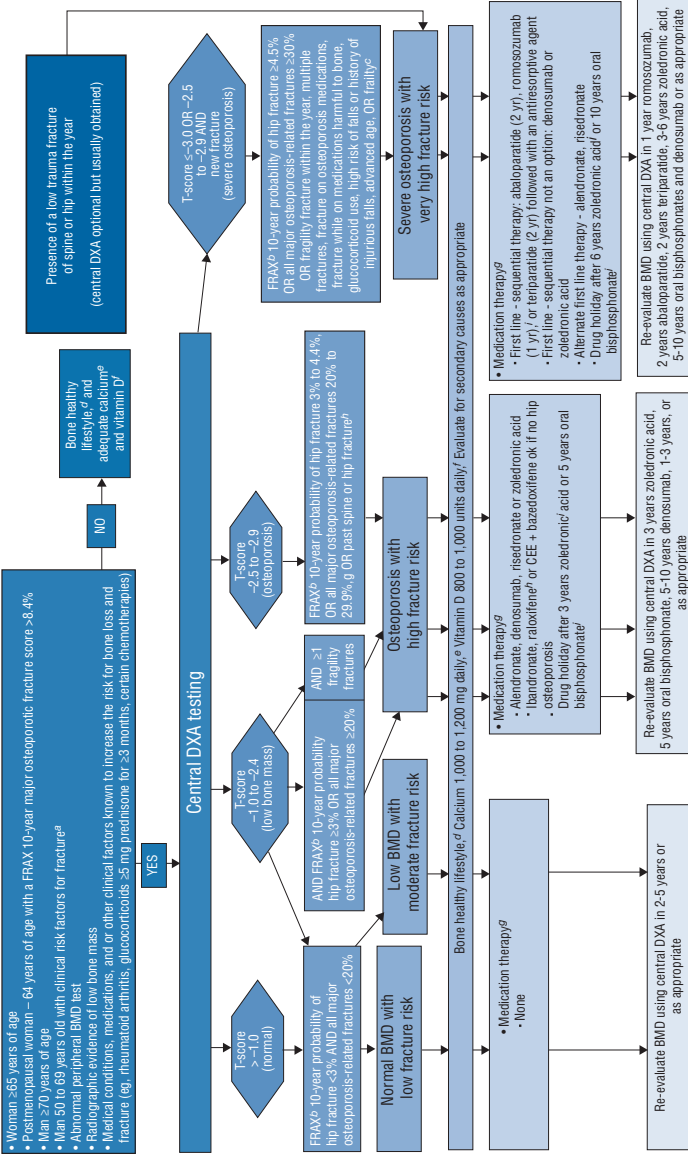 • Woman ≥65 years of age
• Postmenopausal woman – 64 years of age with a FRAX 10-year major osteoporotic fracture score >8.4%
• Man ≥70 years of age
• Man 50 to 69 years old with clinical risk factors for fractureᵃ
• Abnormal peripheral BMD test
• Radiographic evidence of low bone mass
• Medical conditions, medications, and or other clinical factors known to increase the risk for bone loss and
fracture (eg, rheumatoid arthritis, glucocorticoids ≥5 mg prednisone for ≥3 months, certain chemotherapies)
NO
Bone healthy
lifestyle,ᵈ and
adequate calciumᵉ
and vitamin Dᶠ
Presence of a low trauma fracture
of spine or hip within the year
(central DXA optional but usually obtained)
YES
Central DXA testing
T-score
> –1.0
(normal)
T-score
–1.0 to –2.4
(low bone mass)
T-score
–2.5 to –2.9
(osteoporosis)
T-score ≤–3.0 OR –2.5
to –2.9 AND
new fracture
(severe osteoporosis)
FRAXᵇ 10-year probability of
hip fracture <3% AND all major
osteoporosis-related fractures <20%
AND FRAXᵇ 10-year probability
hip fracture ≥3% OR all major
osteoporosis-related fractures ≥20%
AND ≥1
fragility
fractures
FRAXᵇ 10-year probability of hip fracture 3% to 4.4%,
OR all major osteoporosis-related fractures 20% to
29.9%,g OR past spine or hip fractureʰ
FRAXᵇ 10-year probability of hip fracture ≥4.5%
OR all major osteoporosis-related fractures ≥30%
OR fragility fracture within the year, multiple
fractures, fracture on osteoporosis medications,
fracture while on medications harmful to bone,
glucocorticoid use, high risk of falls or history of
injurious falls, advanced age, OR frailtyᶜ
Normal BMD with
low fracture risk
Low BMD with
moderate fracture risk
Osteoporosis with
high fracture risk
Severe osteoporosis with
very high fracture risk
Bone healthy lifestyle,ᵈ Calcium 1,000 to 1,200 mg daily,ᵉ Vitamin D 800 to 1,000 units daily,ᶠ Evaluate for secondary causes as appropriate
• Medication therapyᵍ
· None
• Medication therapyᵍ
· Alendronate, denosumab, risedronate or zoledronic acid
· Ibandronate, raloxifeneʰ or CEE + bazedoxifene ok if no hip
· osteoporosis
· Drug holiday after 3 years zoledronicⁱ acid or 5 years oral
bisphosphonateⁱ
• Medication therapyᵍ
· First line - sequential therapy: abaloparatide (2 yr), romosozumab
(1 yr),ⁱ or teriparatide (2 yr) followed with an antiresorptive agent
· First line - sequential therapy not an option: denosumab or
zoledronic acid
· Alternate first line therapy - alendronate, risedronate
· Drug holiday after 6 years zoledronic acidⁱ or 10 years oral
bisphosphonateⁱ
Re-evaluate BMD using central DXA in 2-5 years or
as appropriate
Re-evaluate BMD using central DXA in 3 years zoledronic acid,
5 years oral bisphosphonate, 5-10 years denosumab, 1-3 years, or
as appropriate
Re-evaluate BMD using central DXA in 1 year romosozumab,
2 years abaloparatide, 2 years teriparatide, 3-6 years zoledronic acid,
5-10 years oral bisphosphonates and denosumab or as appropriate